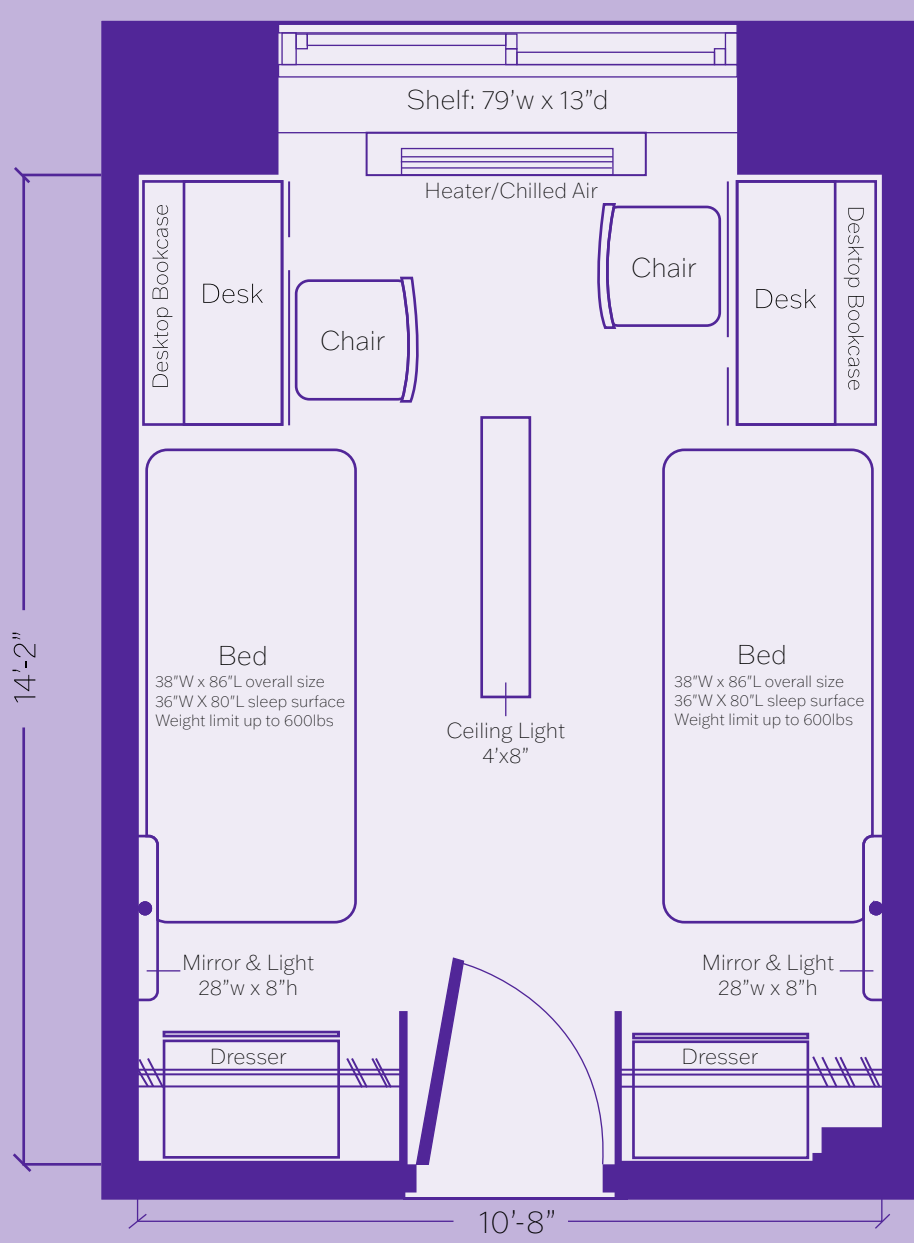 Shelf: 79’w x 13”d
Heater/Chilled Air
Desktop Bookcase
Desk
Chair
Chair
Desk
Desktop Bookcase
14’-2”
Bed
38”W x 86”L overall size
36”W X 80”L sleep surface
Weight limit up to 600lbs
Bed
38”W x 86”L overall size
36”W X 80”L sleep surface
Weight limit up to 600lbs
Ceiling Light
4’x8”
Mirror & Light
28”w x 8”h
Mirror & Light
28”w x 8”h
Dresser
Dresser
10’-8”